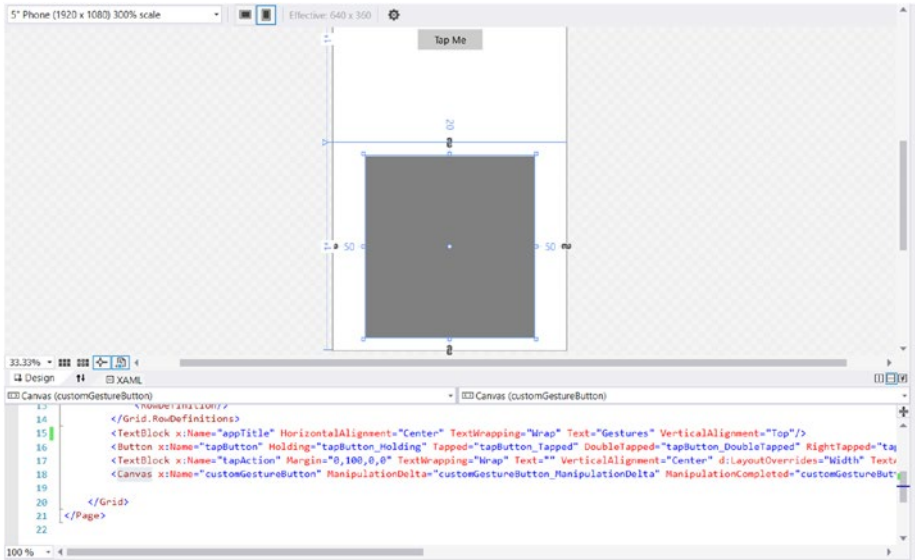 5" Phone (1920 x 1080) 300% scale
Effective: 640 x 360
Tap Me
20
50
50
33.33%
Design
XAML
Canvas (customGestureButton)
Canvas (customGestureButton)
13 <RowDefinition/>
14 </Grid.RowDefinitions>
15 <TextBlock x:Name="appTitle" HorizontalAlignment="Center" TextWrapping="Wrap" Text="Gestures" VerticalAlignment="Top"/>
16 <Button x:Name="tapButton" Holding="tapButton_Holding" Tapped="tapButton_Tapped" DoubleTapped="tapButton_DoubleTapped" RightTapped="tap
17 <TextBlock x:Name="tapAction" Margin="0,100,0,0" TextWrapping="Wrap" Text="" VerticalAlignment="Center" d:LayoutOverrides="Width" TextA
18 <Canvas x:Name="customGestureButton" ManipulationDelta="customGestureButton_ManipulationDelta" ManipulationCompleted="customGestureBut
19
20 </Grid>
21 </Page>
22
100 %